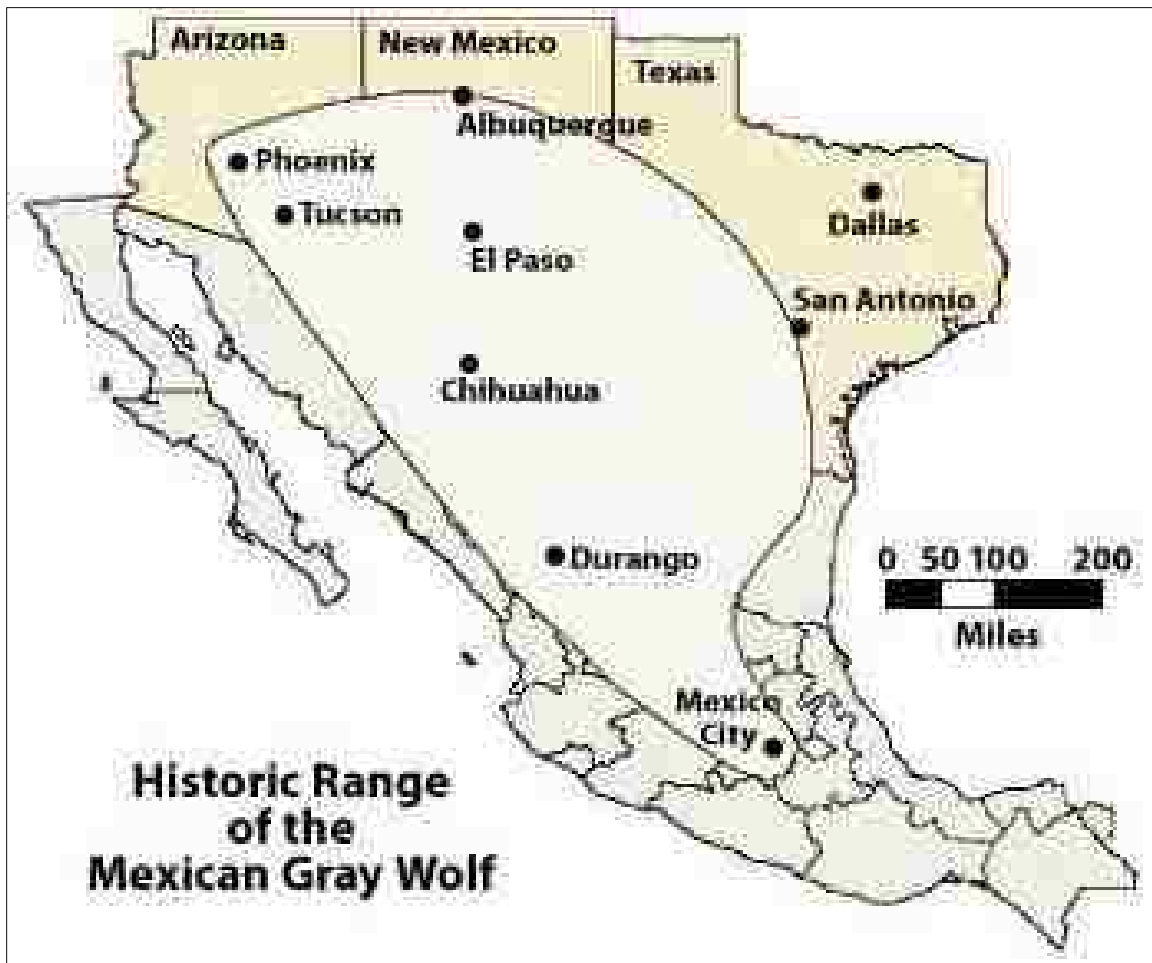 Arizona
New Mexico
Texas
Albuquerque
Phoenix
Tucson
Dallas
El Paso
San Antonio
Chihuahua
Durango
0 50 100 200
Miles
Mexico
City
Historic Range
of the
Mexican Gray Wolf